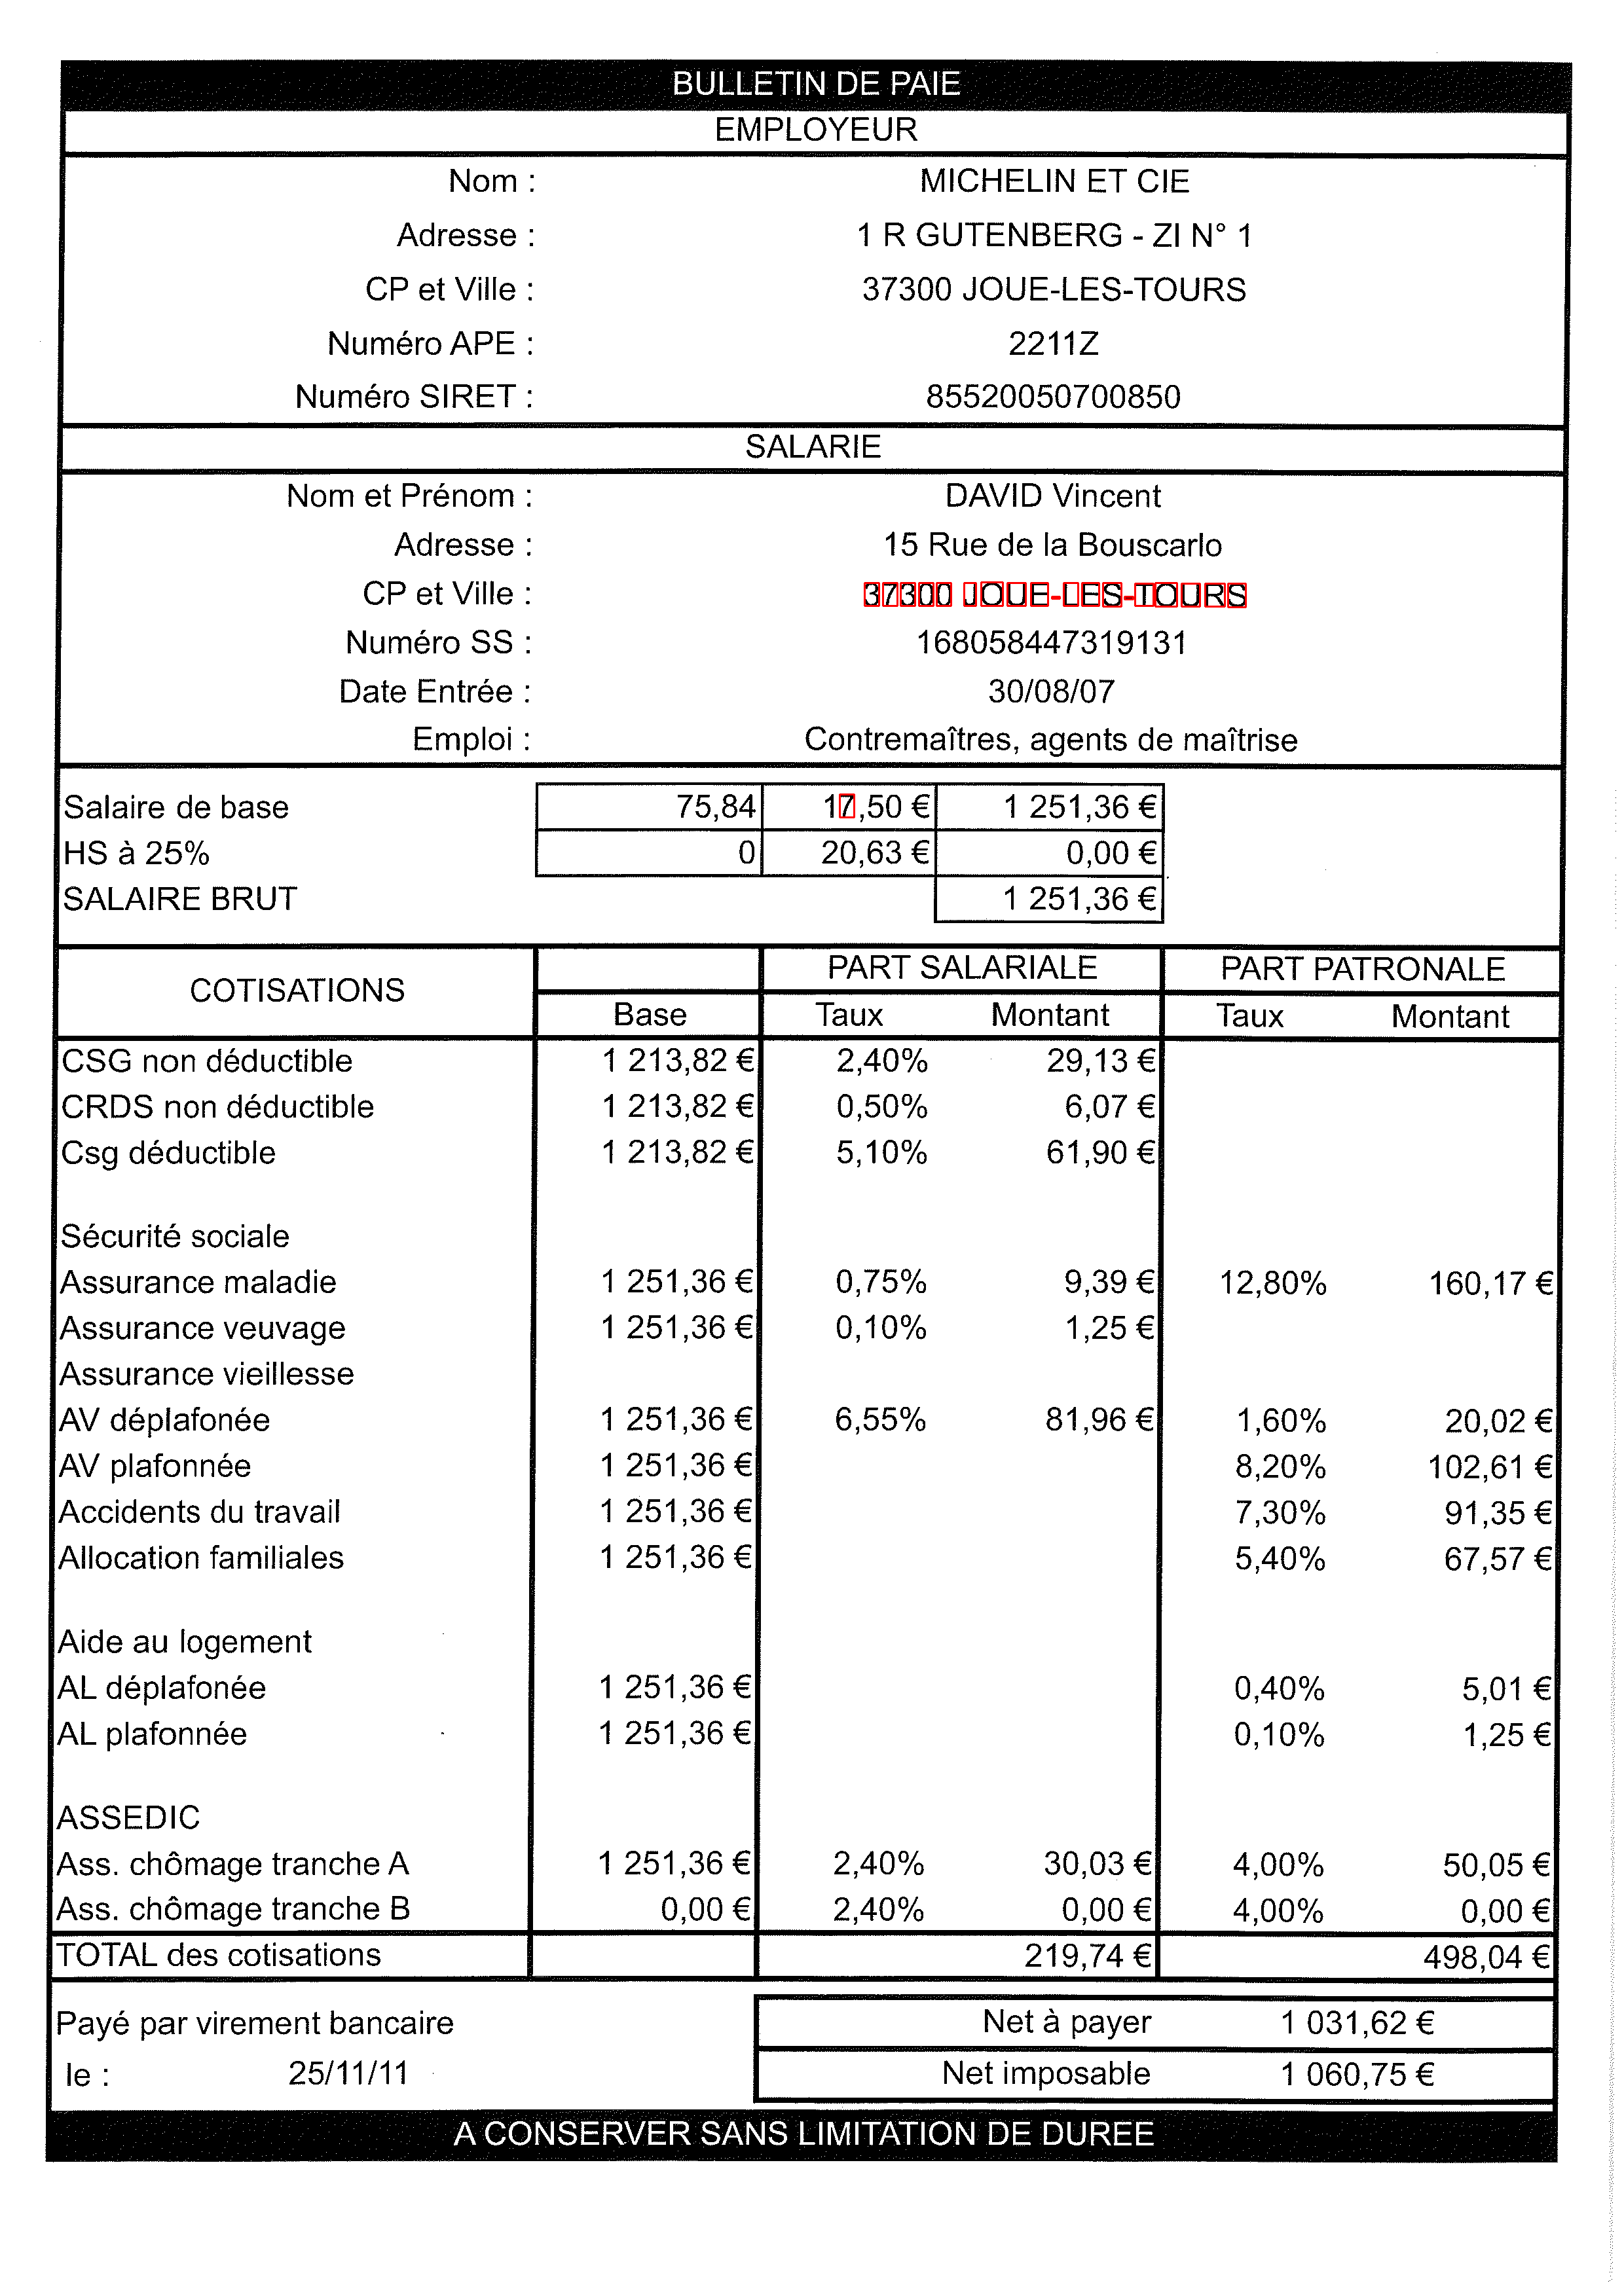 BULLETIN DE PAIE
EMPLOYEUR
Nom : MICHELIN ET CIE
Adresse : 1 R GUTENBERG - ZI N° 1
CP et Ville : 37300 JOUE-LES-TOURS
Numéro APE : 2211Z
Numéro SIRET : 85520050700850
SALARIE
Nom et Prénom : DAVID Vincent
Adresse : 15 Rue de la Bouscarlo
CP et Ville : 37300 JOUE-LES-TOURS
Numéro SS : 168058447319131
Date Entrée : 30/08/07
Emploi : Contremaîtres, agents de maîtrise
Salaire de base 75,84 17,50 € 1 251,36 €
HS à 25% 0 20,63 € 0,00 €
SALAIRE BRUT 1 251,36 €
COTISATIONS PART SALARIALE PART PATRONALE
Base Taux Montant Taux Montant
CSG non déductible 1 213,82 € 2,40% 29,13 €
CRDS non déductible 1 213,82 € 0,50% 6,07 €
Csg déductible 1 213,82 € 5,10% 61,90 €
Sécurité sociale
Assurance maladie 1 251,36 € 0,75% 9,39 € 12,80% 160,17 €
Assurance veuvage 1 251,36 € 0,10% 1,25 €
Assurance vieillesse
AV déplafonée 1 251,36 € 6,55% 81,96 € 1,60% 20,02 €
AV plafonnée 1 251,36 € 8,20% 102,61 €
Accidents du travail 1 251,36 € 7,30% 91,35 €
Allocation familiales 1 251,36 € 5,40% 67,57 €
Aide au logement
AL déplafonée 1 251,36 € 0,40% 5,01 €
AL plafonnée 1 251,36 € 0,10% 1,25 €
ASSEDIC
Ass. chômage tranche A 1 251,36 € 2,40% 30,03 € 4,00% 50,05 €
Ass. chômage tranche B 0,00 € 2,40% 0,00 € 4,00% 0,00 €
TOTAL des cotisations 219,74 € 498,04 €
Payé par virement bancaire Net à payer 1 031,62 €
le : 25/11/11 Net imposable 1 060,75 €
A CONSERVER SANS LIMITATION DE DUREE